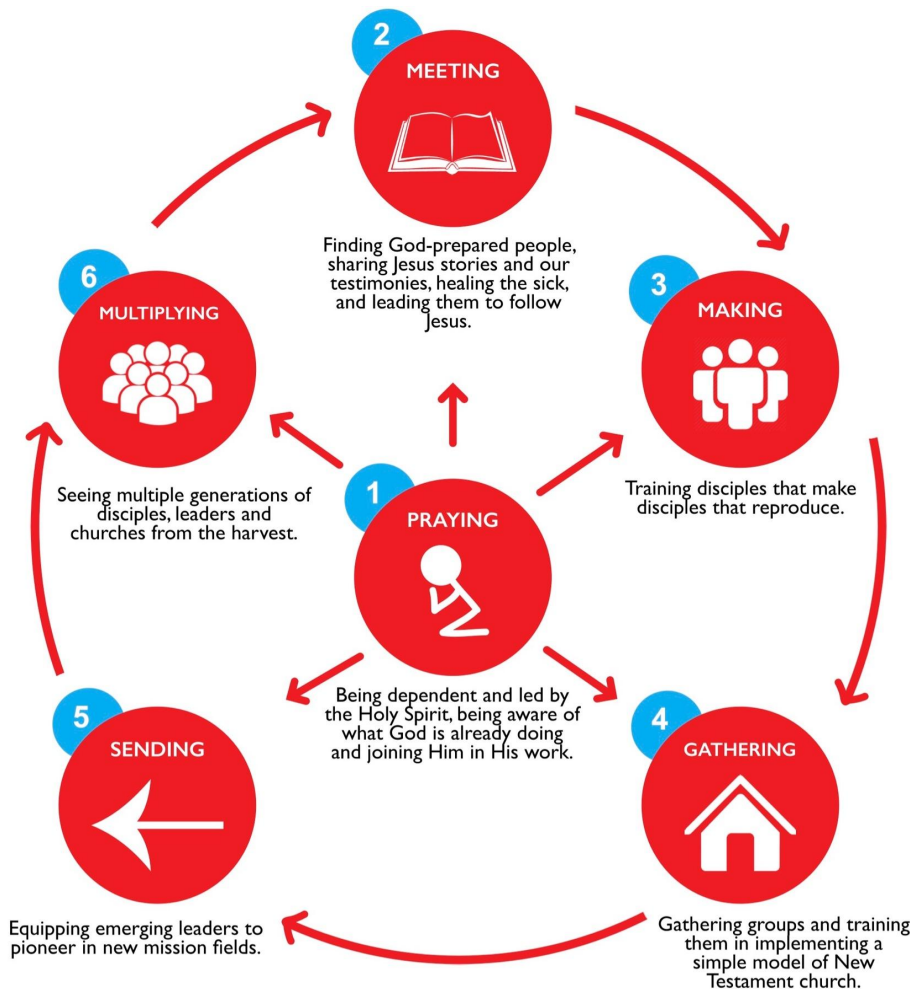 1
PRAYING
Being dependent and led by
the Holy Spirit, being aware of
what God is already doing
and joining Him in His work.
2
MEETING
Finding God-prepared people,
sharing Jesus stories and our
testimonies, healing the sick,
and leading them to follow
Jesus.
3
MAKING
Training disciples that make
disciples that reproduce.
4
GATHERING
Gathering groups and training
them in implementing a
simple model of New
Testament church.
5
SENDING
Equipping emerging leaders to
pioneer in new mission fields.
6
MULTIPLYING
Seeing multiple generations of
disciples, leaders and
churches from the harvest.